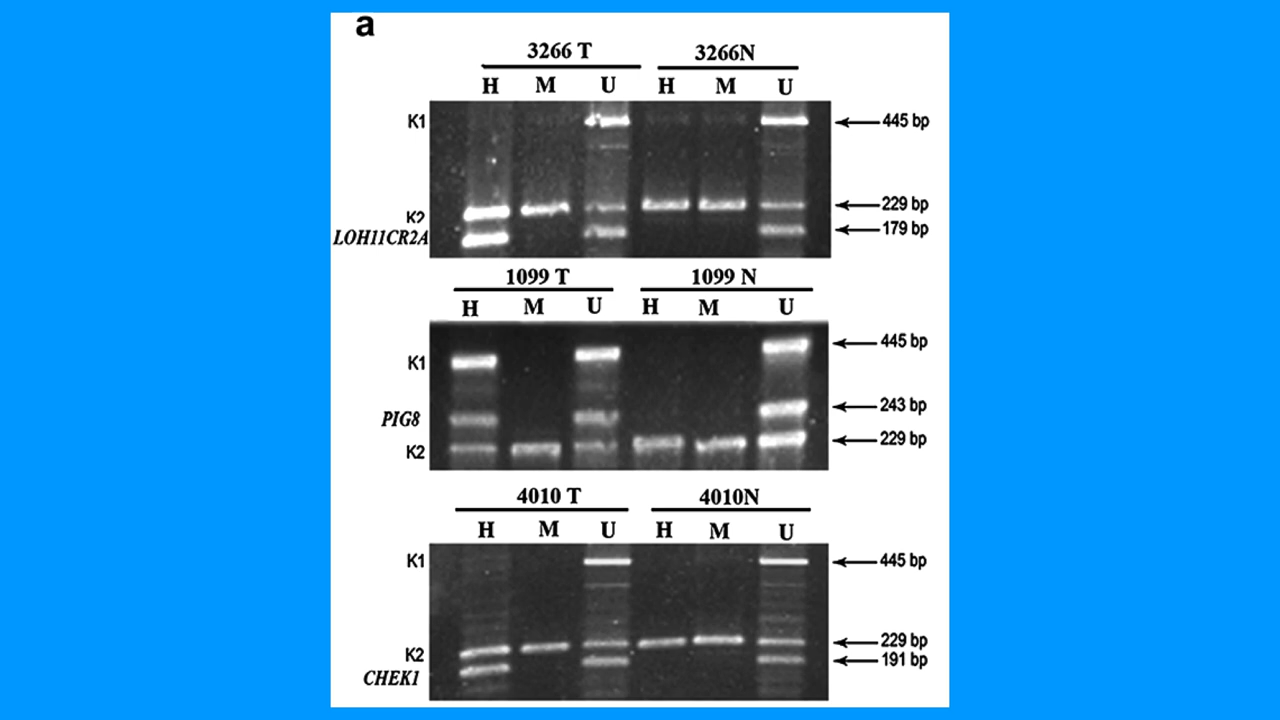 a
3266 T 3266N
H M U H M U
K1 445 bp
229 bp
K2
179 bp
LOH11CR2A
1099 T 1099 N
H M U H M U
445 bp
K1
243 bp
PIG8
229 bp
K2
4010 T 4010N
H M U H M U
K1 445 bp
229 bp
K2 191 bp
CHEK1